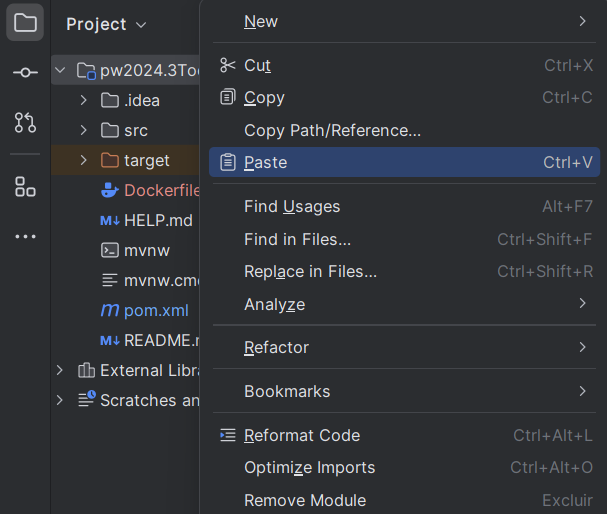 Project
pw2024.3Too
.idea
src
target
Dockerfile
HELP.md
mvnw
mvnw.cmd
pom.xml
README.m
External Libra
Scratches an
New
Cut Ctrl+X
Copy Ctrl+C
Copy Path/Reference...
Paste Ctrl+V
Find Usages Alt+F7
Find in Files... Ctrl+Shift+F
Replace in Files... Ctrl+Shift+R
Analyze
Refactor
Bookmarks
Reformat Code Ctrl+Alt+L
Optimize Imports Ctrl+Alt+O
Remove Module Excluir